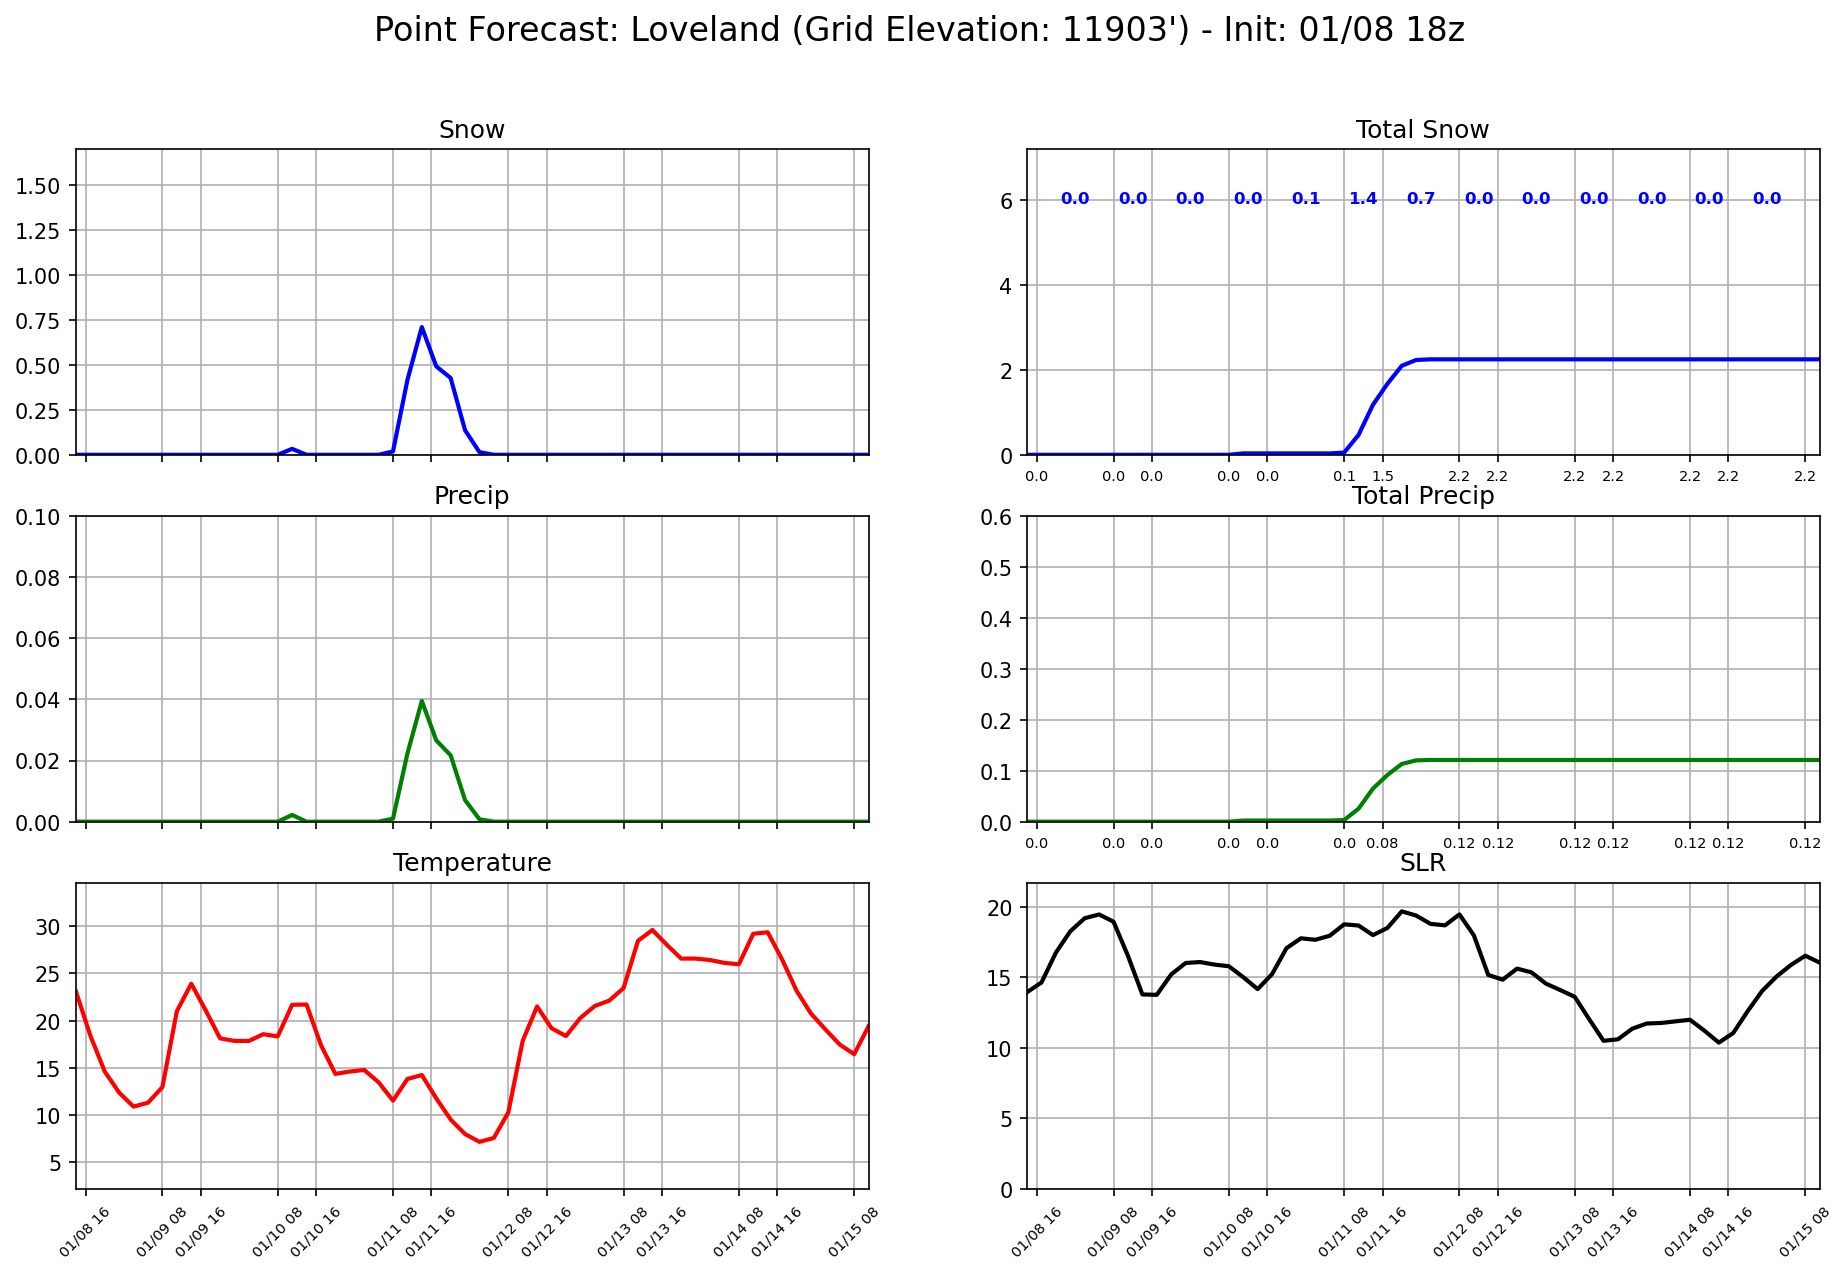 Point Forecast: Loveland (Grid Elevation: 11903') - Init: 01/08 18z
Snow
1.50
1.25
1.00
0.75
0.50
0.25
0.00
Total Snow
6
4
2
0
0.0 0.0 0.0 0.0 0.1 1.4 0.7 0.0 0.0 0.0 0.0 0.0 0.0
0.0 0.0 0.0 0.0 0.0 0.1 1.5 2.2 2.2 2.2 2.2 2.2 2.2 2.2
Precip
0.10
0.08
0.06
0.04
0.02
0.00
Total Precip
0.6
0.5
0.4
0.3
0.2
0.1
0.0
0.0 0.0 0.0 0.0 0.0 0.0 0.08 0.12 0.12 0.12 0.12 0.12 0.12 0.12
Temperature
30
25
20
15
10
5
01/08 16 01/09 08 01/09 16 01/10 08 01/10 16 01/11 08 01/11 16 01/12 08 01/12 16 01/13 08 01/13 16 01/14 08 01/14 16 01/15 08
SLR
20
15
10
5
0
01/08 16 01/09 08 01/09 16 01/10 08 01/10 16 01/11 08 01/11 16 01/12 08 01/12 16 01/13 08 01/13 16 01/14 08 01/14 16 01/15 08